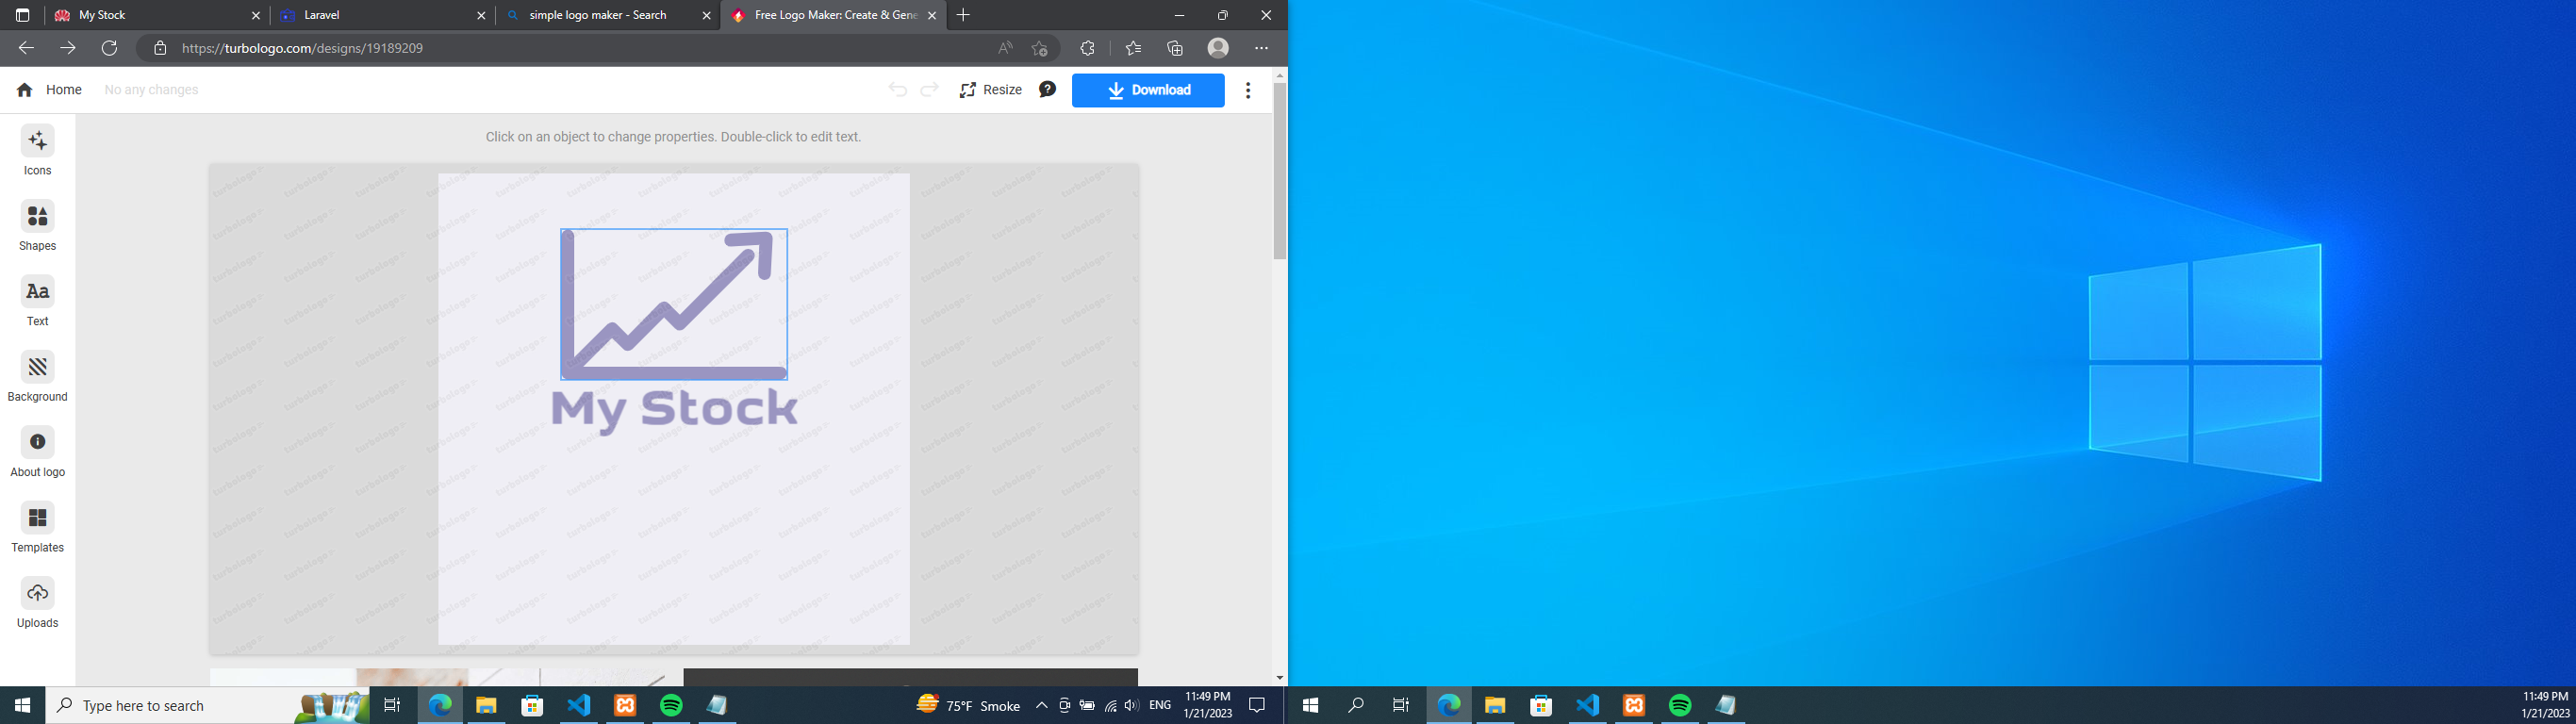 My Stock
Laravel
simple logo maker - Search
Free Logo Maker: Create & Gene
https://turbologo.com/designs/19189209
Home
No any changes
Resize
Download
Click on an object to change properties. Double-click to edit text.
Icons
Shapes
Aa
Text
Background
About logo
Templates
Uploads
My Stock
turbologo
Type here to search
75°F Smoke
ENG
11:49 PM
1/21/2023
11:49 PM
1/21/2023